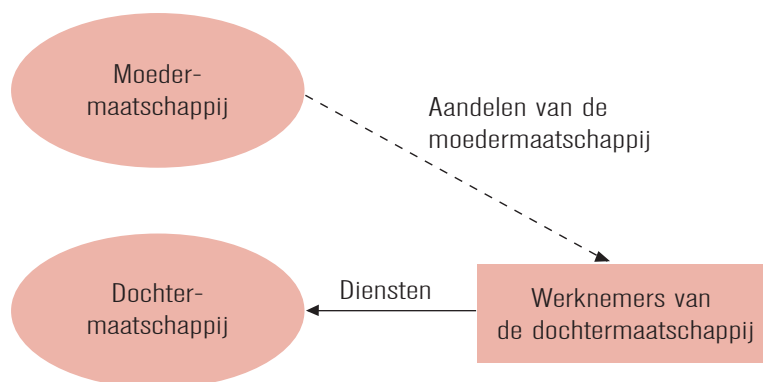 Moeder-
maatschappij
Aandelen van de
moedermaatschappij
Dochter-
maatschappij
Diensten
Werknemers van
de dochtermaatschappij